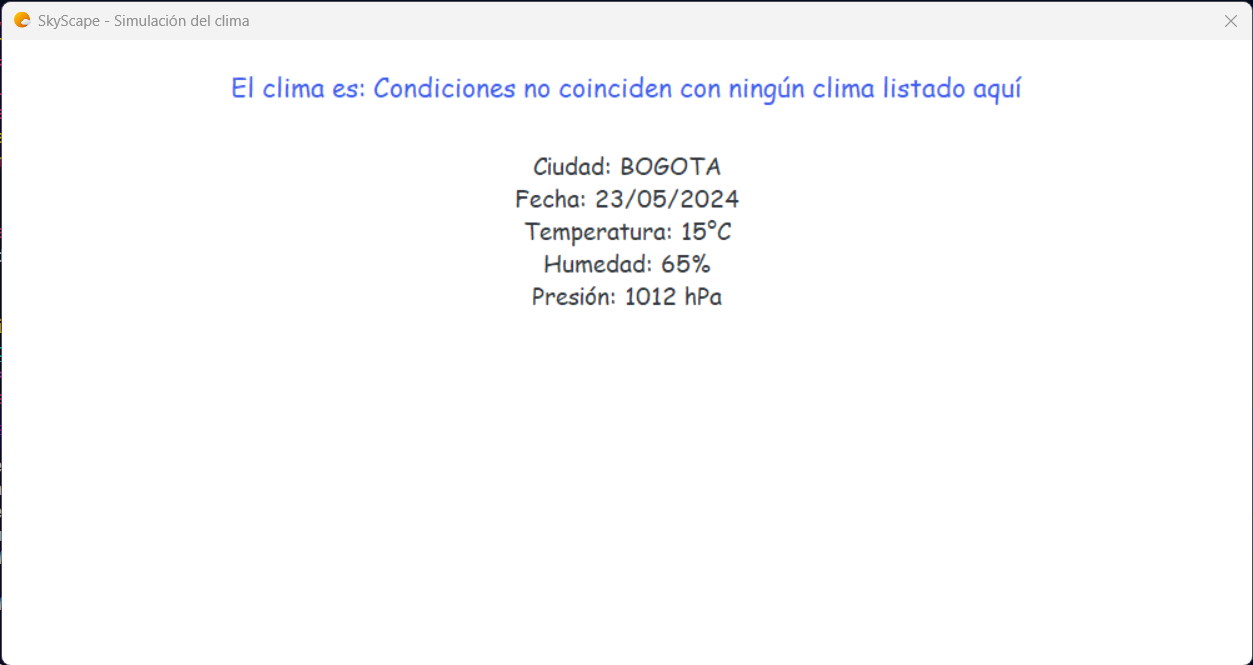 SkyScape - Simulación del clima
El clima es: Condiciones no coinciden con ningún clima listado aquí
Ciudad: BOGOTA
Fecha: 23/05/2024
Temperatura: 15°C
Humedad: 65%
Presión: 1012 hPa